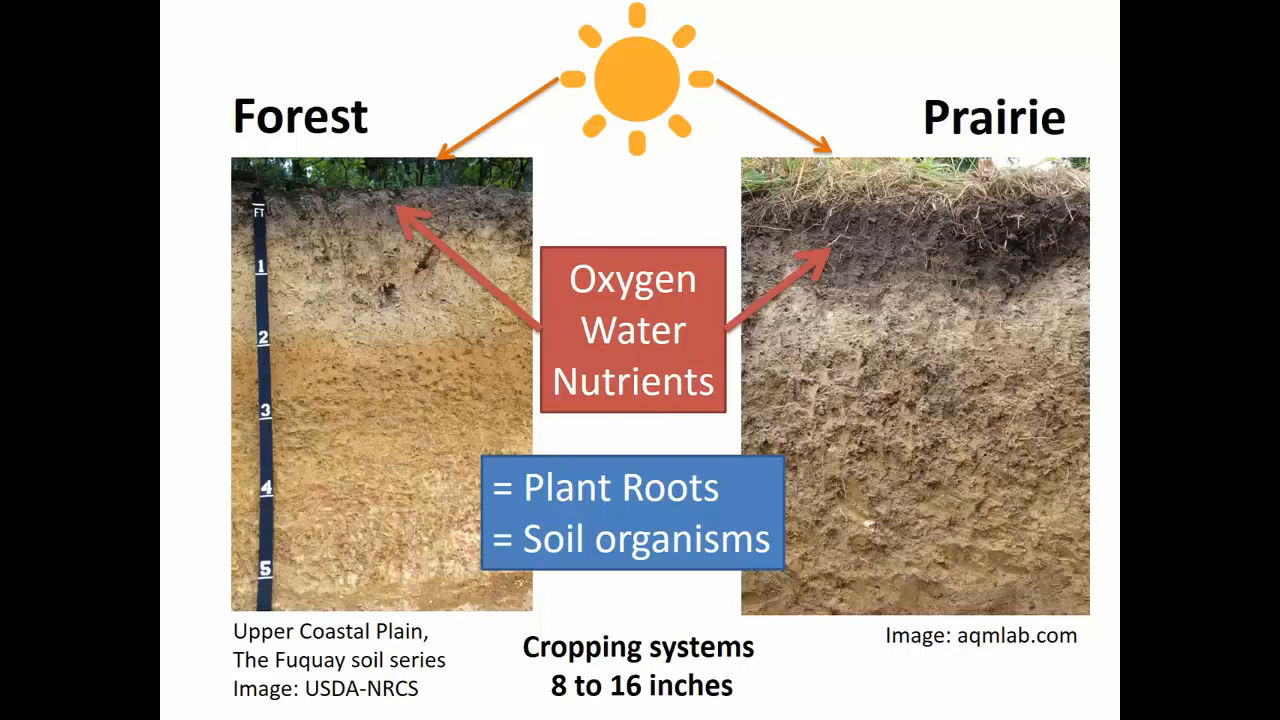 Forest
Prairie
FT
1
2
3
4
5
Oxygen
Water
Nutrients
= Plant Roots
= Soil organisms
Upper Coastal Plain,
The Fuquay soil series
Image: USDA-NRCS
Cropping systems
8 to 16 inches
Image: aqmlab.com